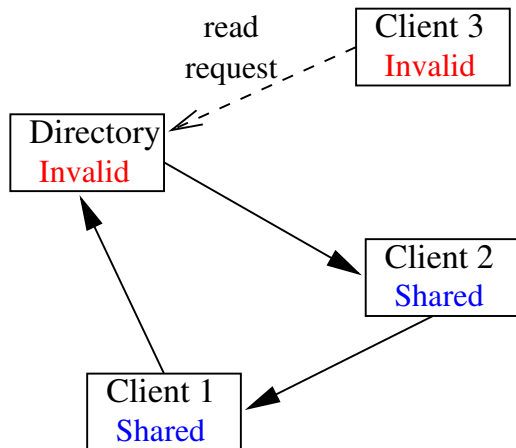 read
request
Client 3
Invalid
Directory
Invalid
Client 2
Shared
Client 1
Shared